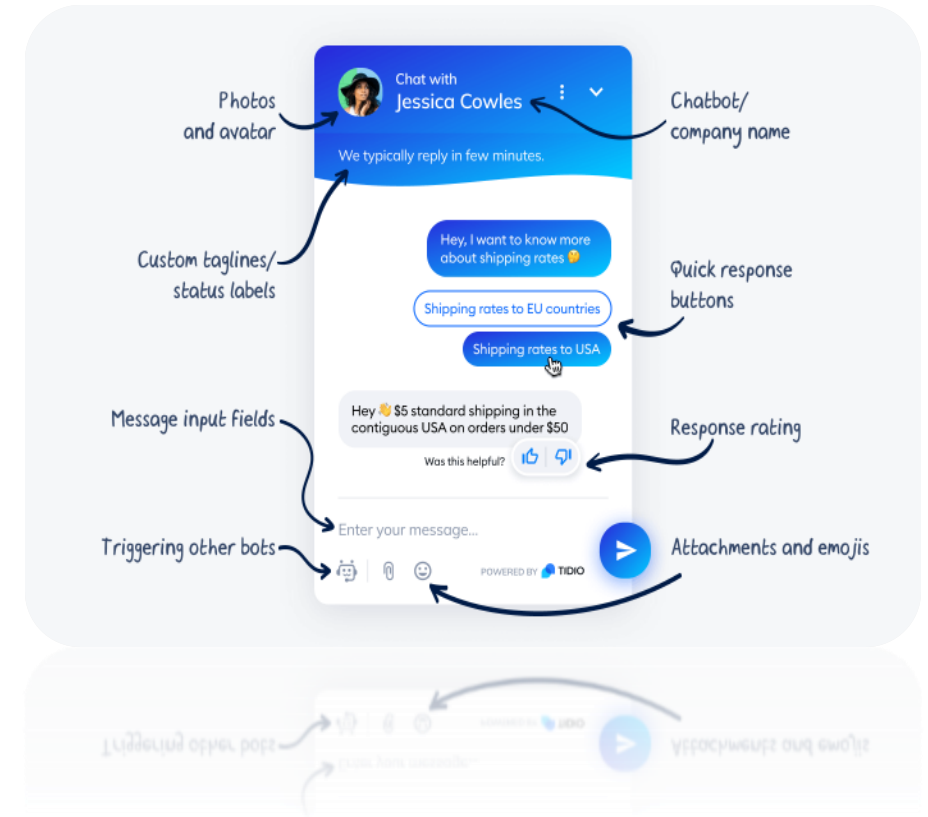 Chat with
Jessica Cowles
Photos
and avatar
Chatbot/
company name
We typically reply in few minutes.
Custom taglines/
status labels
Hey, I want to know more
about shipping rates 🤔
Quick response
buttons
Shipping rates to EU countries
Shipping rates to USA
Message input fields
Hey 👋 $5 standard shipping in the
contiguous USA on orders under $50
Response rating
Was this helpful?
Enter your message...
Triggering other bots
Attachments and emojis
POWERED BY TIDIO